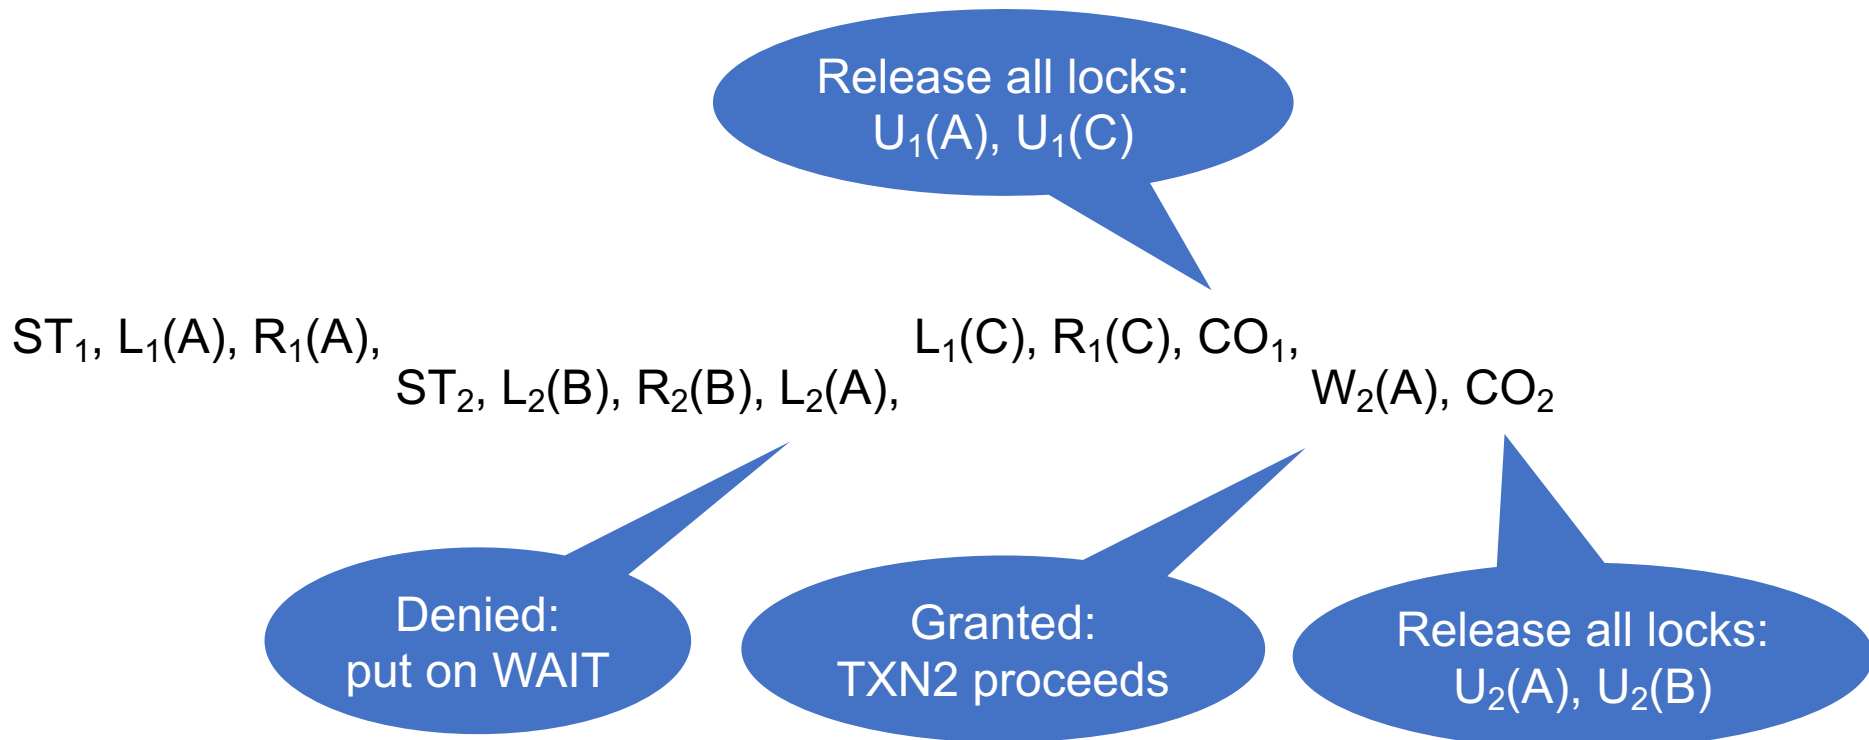 Release all locks:
U₁(A), U₁(C)
ST₁, L₁(A), R₁(A),
ST₂, L₂(B), R₂(B), L₂(A),
L₁(C), R₁(C), CO₁,
W₂(A), CO₂
Denied:
put on WAIT
Granted:
TXN2 proceeds
Release all locks:
U₂(A), U₂(B)